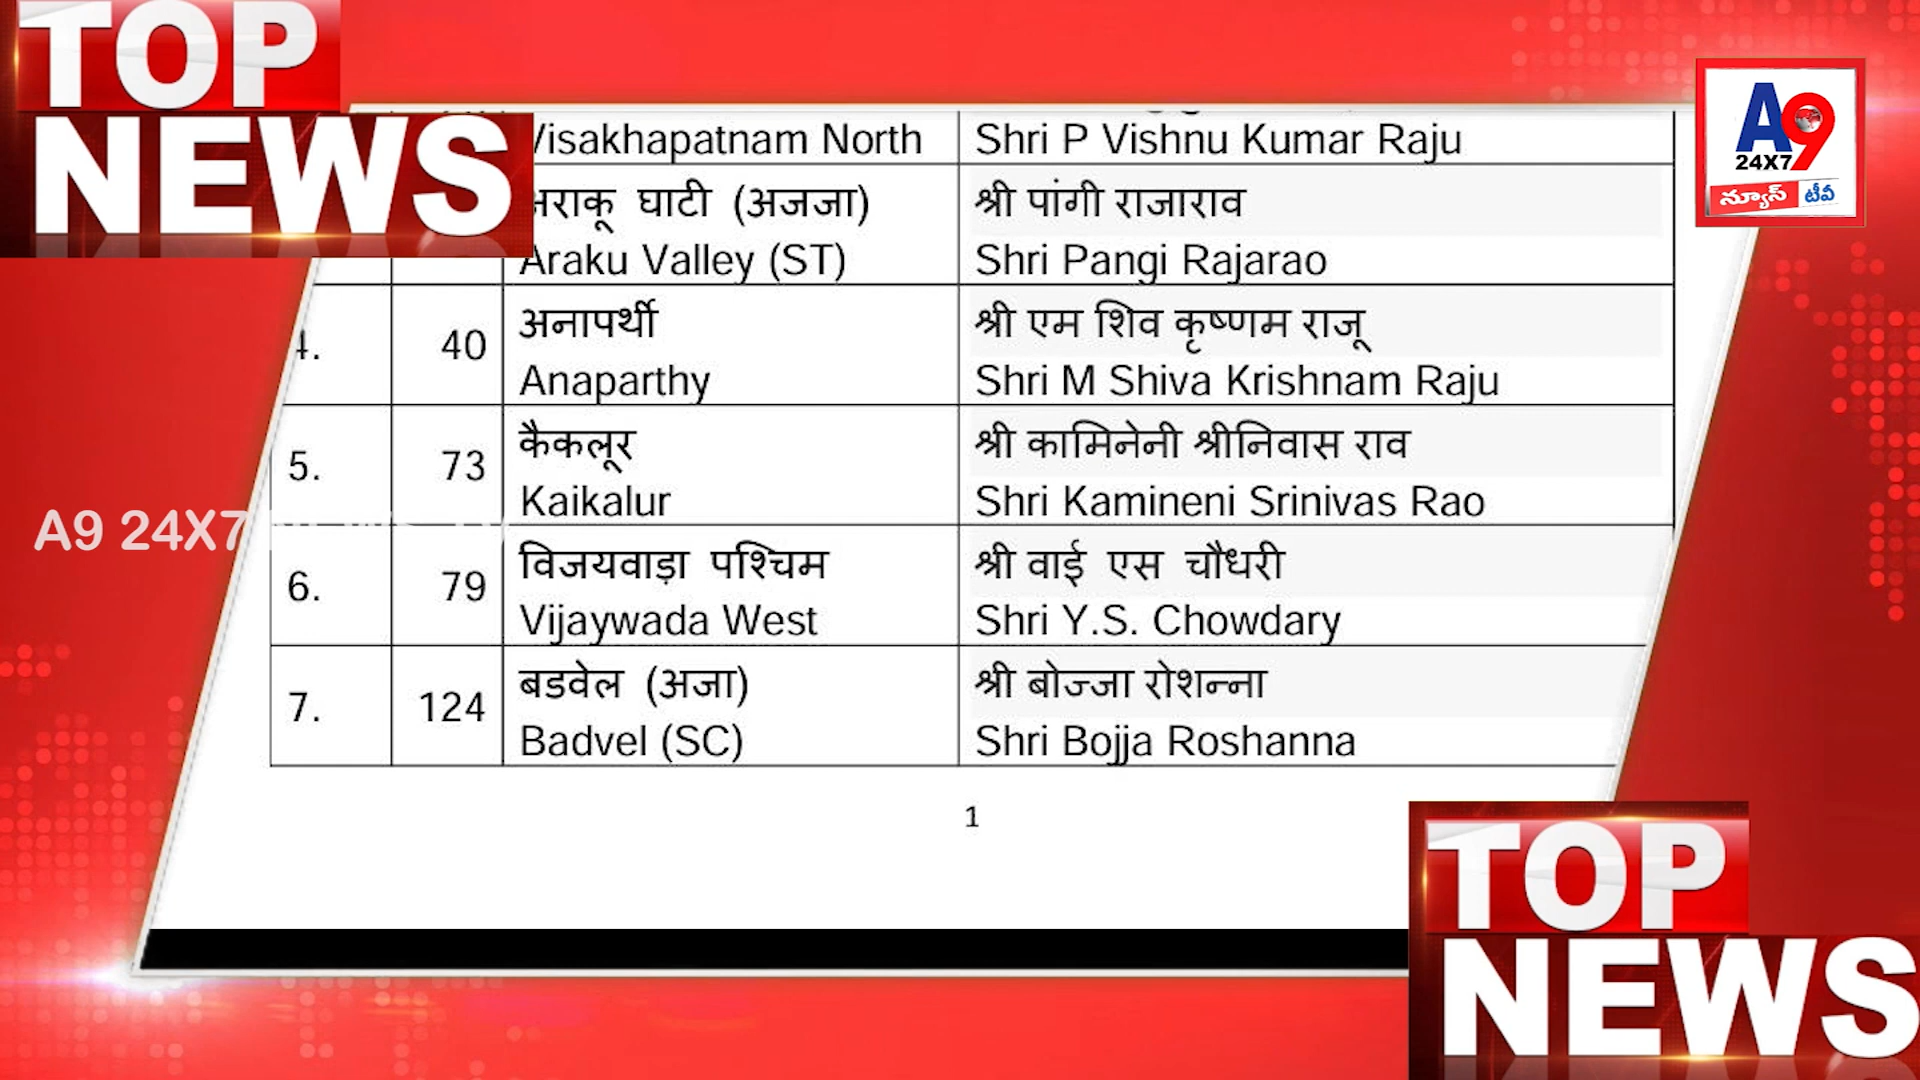 TOP
NEWS
A9
24X7
న్యూస్ టీవీ
Visakhapatnam North Shri P Vishnu Kumar Raju
अराकू घाटी (अजजा) श्री पांगी राजाराव
Araku Valley (ST) Shri Pangi Rajarao
4. 40 अनापर्थी श्री एम शिव कृष्णम राजू
Anaparthy Shri M Shiva Krishnam Raju
5. 73 कैकलूर श्री कामिनेनी श्रीनिवास राव
Kaikalur Shri Kamineni Srinivas Rao
A9 24X7 NEWS TV
6. 79 विजयवाड़ा पश्चिम श्री वाई एस चौधरी
Vijaywada West Shri Y.S. Chowdary
7. 124 बडवेल (अजा) श्री बोज्जा रोशन्ना
Badvel (SC) Shri Bojja Roshanna
1
TOP
NEWS